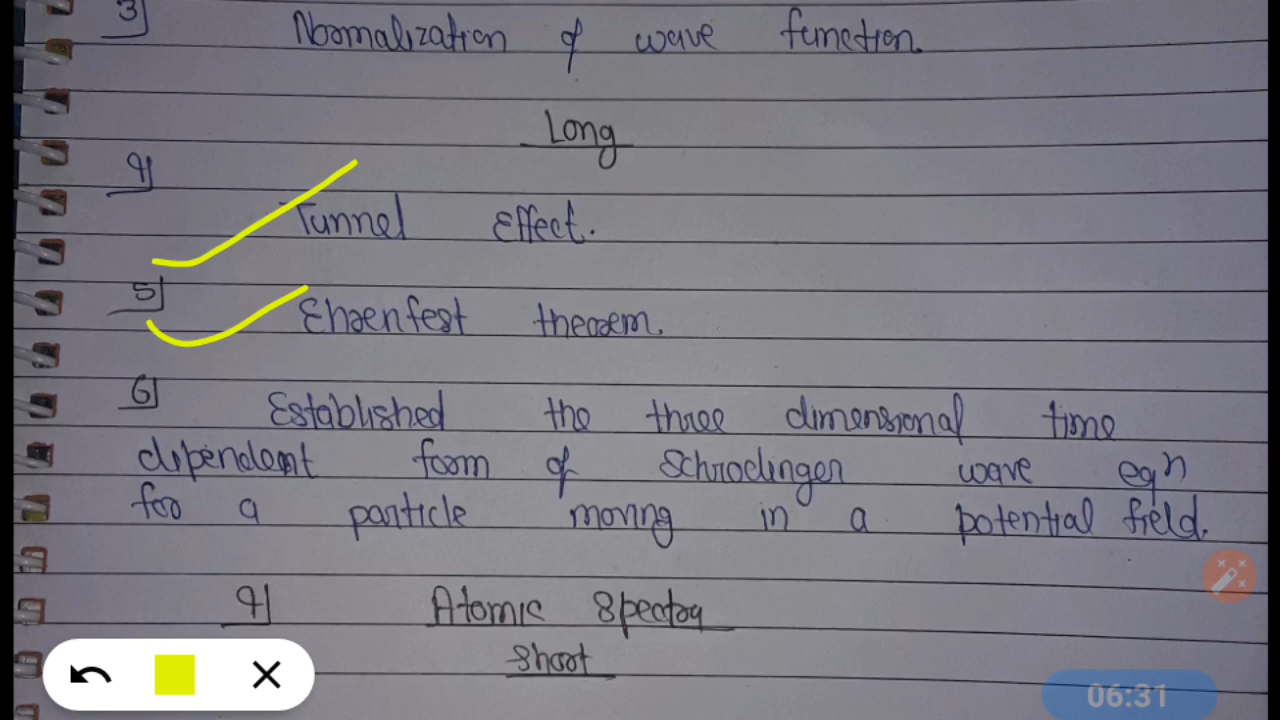 3] Normalization of wave function.
Long
4]
Tunnel Effect.
5] Ehrenfest theorem.
6] Established the three dimensional time
dipendent form of Schrodinger wave eqn
for a particle moving in a potential field.
4] Atomic Spectra
Short
06:31